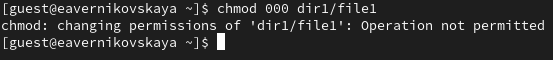 [guest@eavernikovskaya ~]$ chmod 000 dir1/file1
chmod: changing permissions of 'dir1/file1': Operation not permitted
[guest@eavernikovskaya ~]$